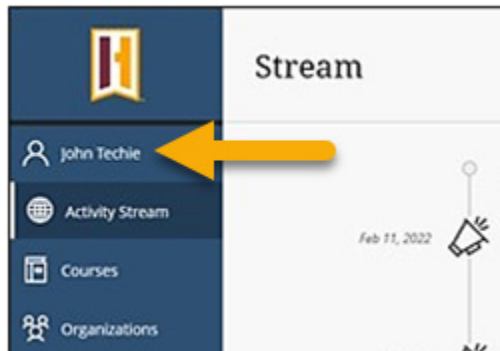 Stream
John Techie
Activity Stream
Feb 11, 2022
Courses
Organizations